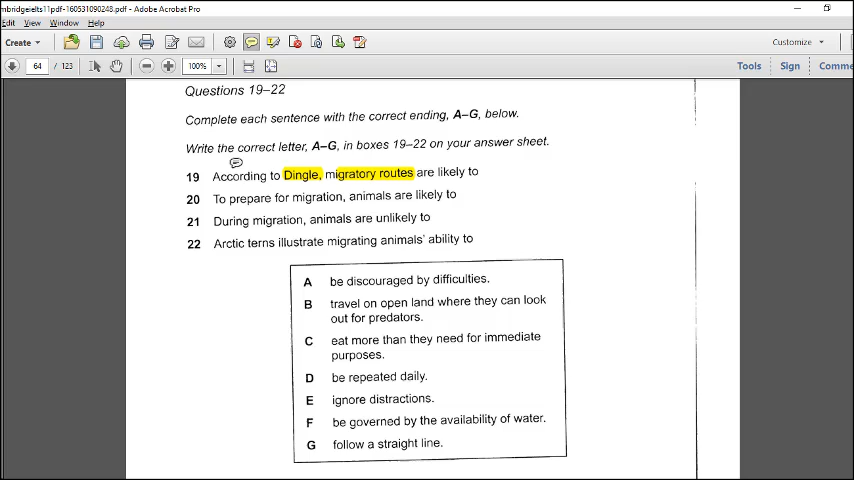 mbridgeielts11pdf-160531090248.pdf - Adobe Acrobat Pro
Edit View Window Help
Create Customize
64 / 123 100% Tools Sign Comme
Questions 19–22
Complete each sentence with the correct ending, A–G, below.
Write the correct letter, A–G, in boxes 19–22 on your answer sheet.
19 According to Dingle, migratory routes are likely to
20 To prepare for migration, animals are likely to
21 During migration, animals are unlikely to
22 Arctic terns illustrate migrating animals' ability to
A be discouraged by difficulties.
B travel on open land where they can look
out for predators.
C eat more than they need for immediate
purposes.
D be repeated daily.
E ignore distractions.
F be governed by the availability of water.
G follow a straight line.